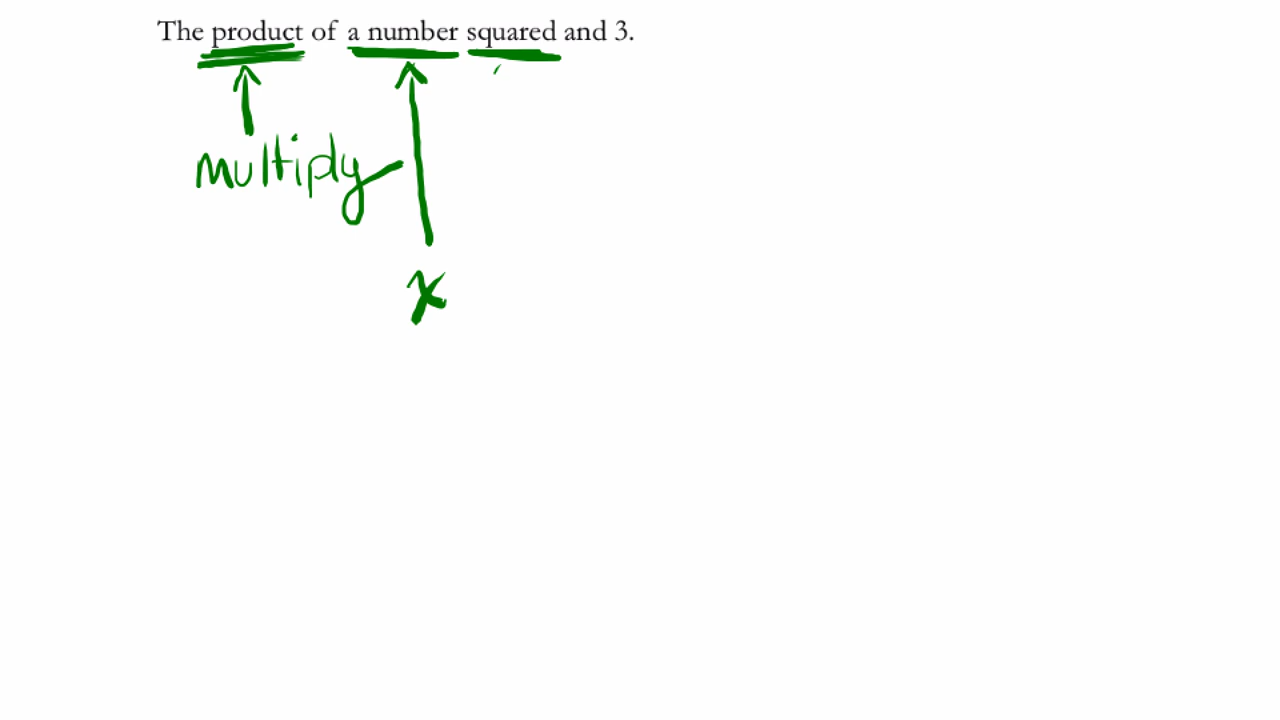 The product of a number squared and 3.
multiply
x